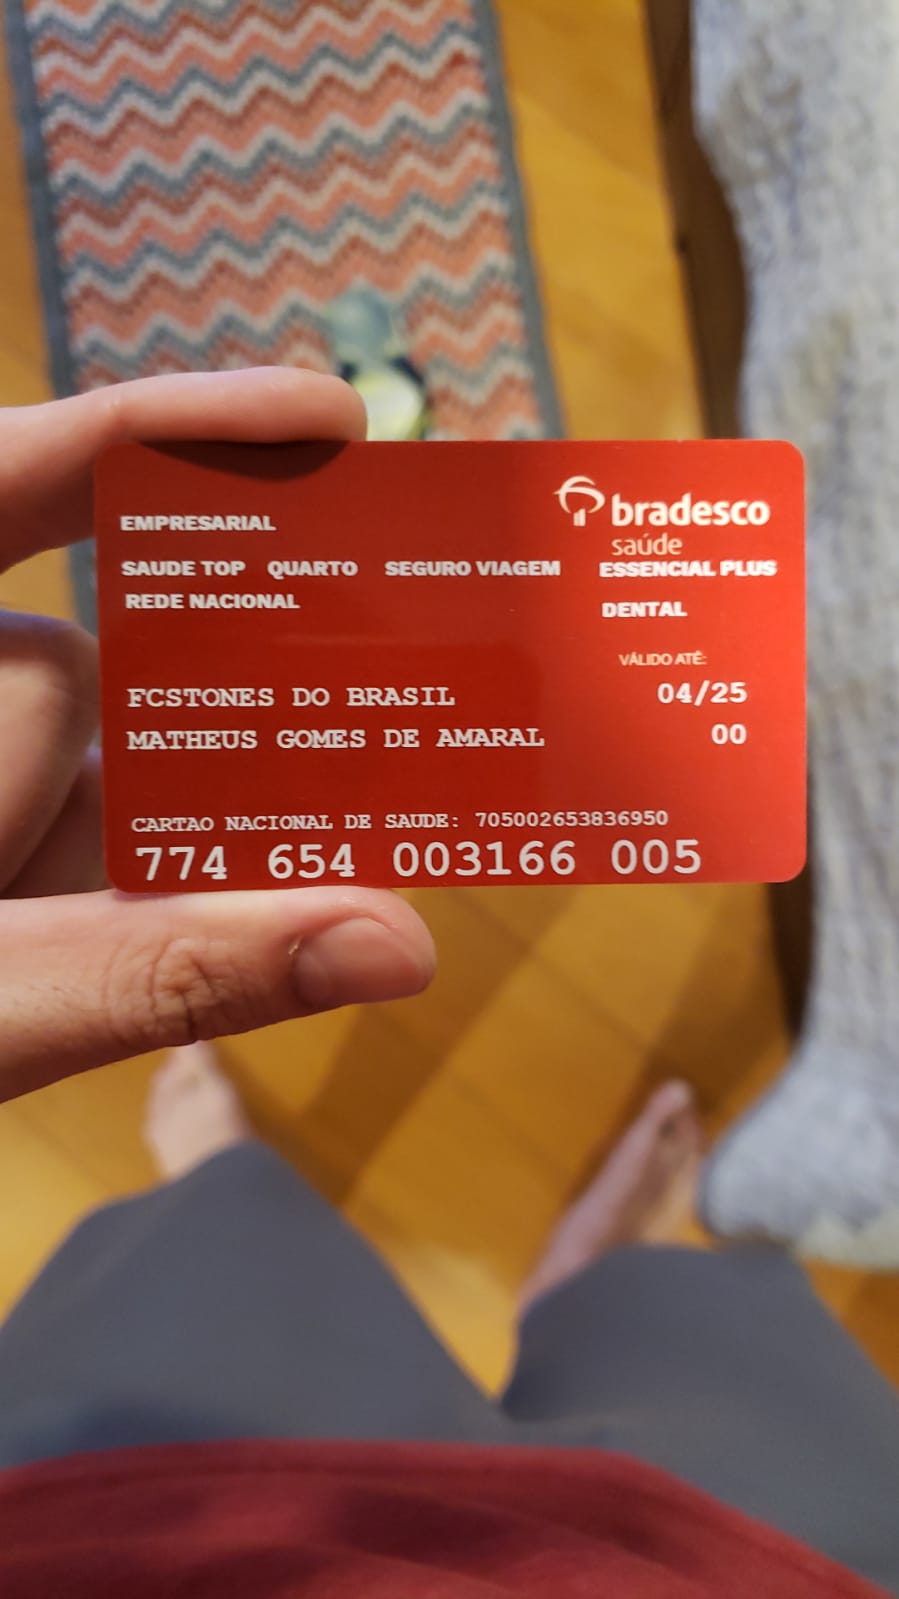 bradesco
saúde
EMPRESARIAL
SAUDE TOP QUARTO SEGURO VIAGEM ESSENCIAL PLUS
REDE NACIONAL DENTAL
VÁLIDO ATÉ:
FCSTONES DO BRASIL 04/25
MATHEUS GOMES DE AMARAL 00
CARTAO NACIONAL DE SAUDE: 705002653836950
774 654 003166 005